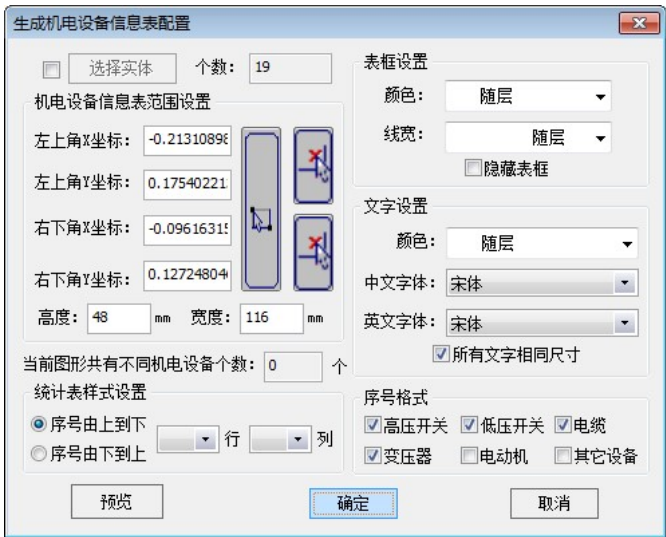 生成机电设备信息表配置
选择实体 个数: 19
机电设备信息表范围设置
左上角X坐标: -0.21310898
左上角Y坐标: 0.17540221
右下角X坐标: -0.09616315
右下角Y坐标: 0.12724804
高度: 48 mm 宽度: 116 mm
当前图形共有不同机电设备个数: 0 个
统计表样式设置
序号由上到下
序号由下到上
行 列
表框设置
颜色: 随层
线宽: 随层
隐藏表框
文字设置
颜色: 随层
中文字体: 宋体
英文字体: 宋体
所有文字相同尺寸
序号格式
高压开关 低压开关 电缆
变压器 电动机 其它设备
预览 确定 取消